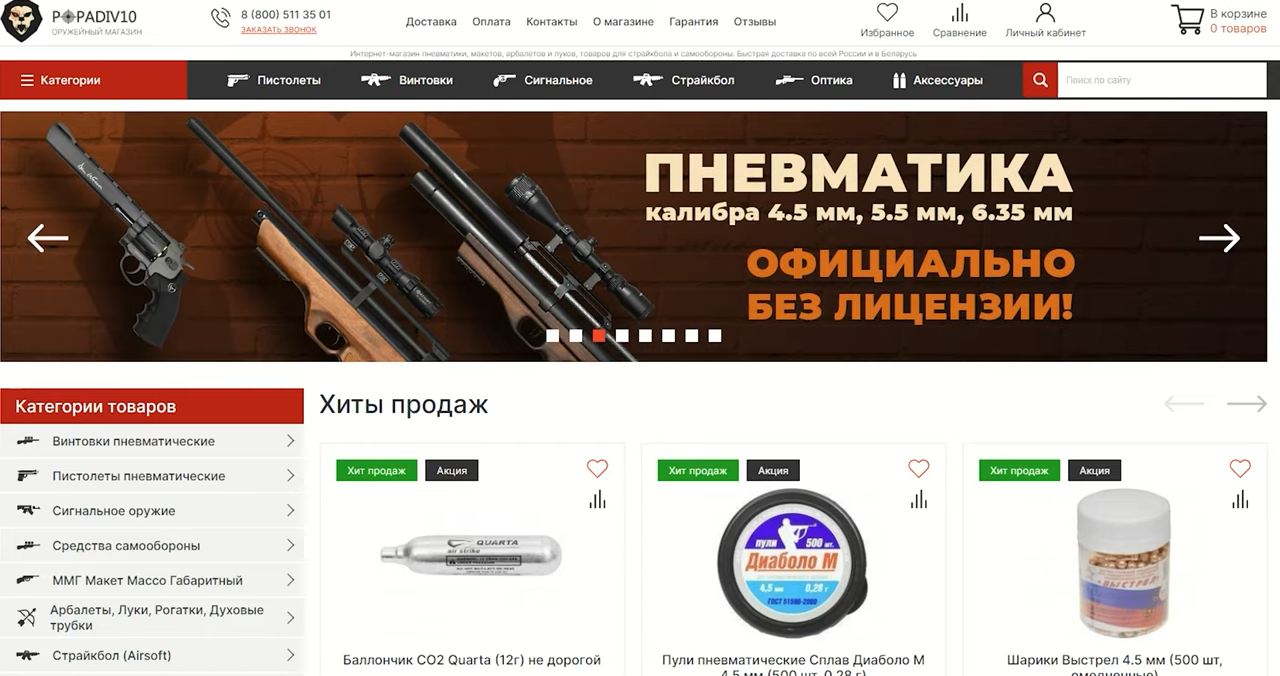 POPADIV10
ОРУЖЕЙНЫЙ МАГАЗИН
8 (800) 511 35 01
ЗАКАЗАТЬ ЗВОНОК
Доставка Оплата Контакты О магазине Гарантия Отзывы
Избранное Сравнение Личный кабинет
В корзине
0 товаров
Интернет-магазин пневматики, макетов, арбалетов и луков, товаров для страйкбола и самообороны. Быстрая доставка по всей России и в Беларусь
Категории Пистолеты Винтовки Сигнальное Страйкбол Оптика Аксессуары Поиск по сайту
ПНЕВМАТИКА
калибра 4.5 мм, 5.5 мм, 6.35 мм
ОФИЦИАЛЬНО
БЕЗ ЛИЦЕНЗИИ!
Категории товаров
Винтовки пневматические
Пистолеты пневматические
Сигнальное оружие
Средства самообороны
ММГ Макет Массо Габаритный
Арбалеты, Луки, Рогатки, Духовые
трубки
Страйкбол (Airsoft)
Хиты продаж
Хит продаж Акция
QUARTA
air strike
Баллончик CO2 Quarta (12г) не дорогой
Хит продаж Акция
пули 500 шт.
Диаболо М
4,5 мм 0,28 г
Пули пневматические Сплав Диаболо М
4,5 мм (500 шт, 0,28 г)
Хит продаж Акция
ВЫСТРЕЛ
Шарики Выстрел 4.5 мм (500 шт,
омедненные)